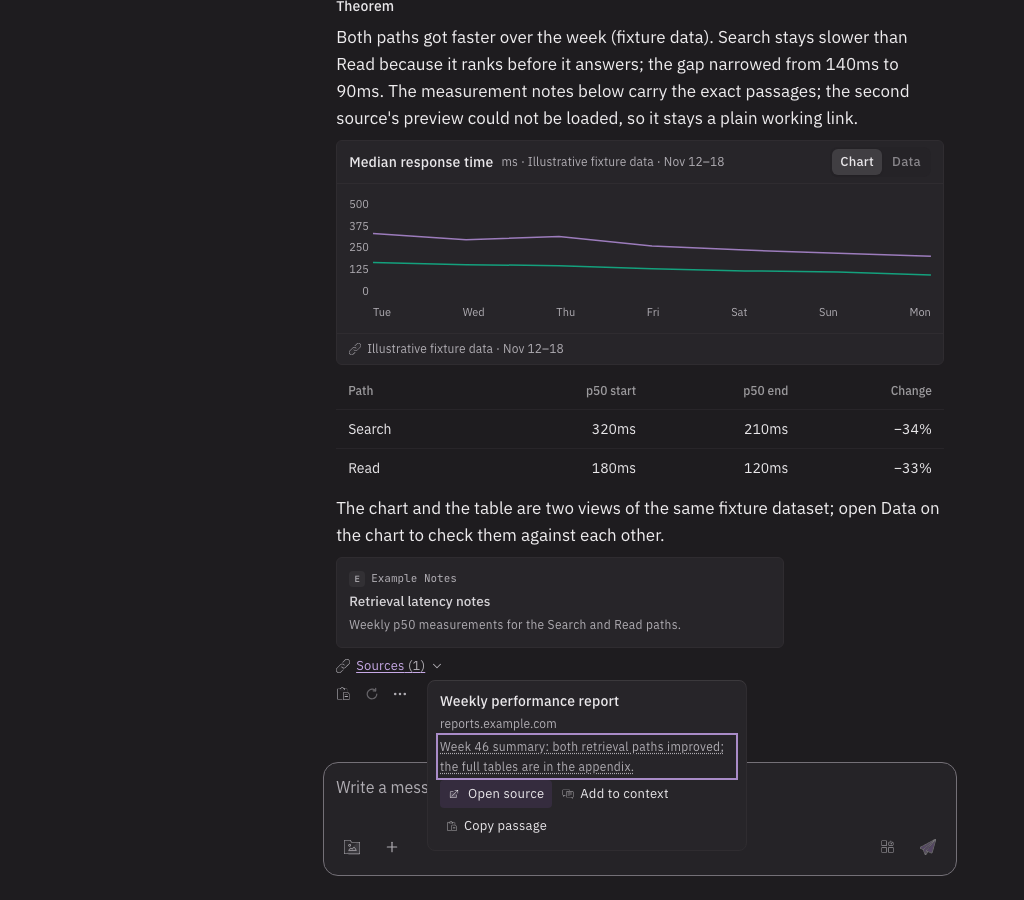 Theorem
Both paths got faster over the week (fixture data). Search stays slower than
Read because it ranks before it answers; the gap narrowed from 140ms to
90ms. The measurement notes below carry the exact passages; the second
source's preview could not be loaded, so it stays a plain working link.
Median response time ms · Illustrative fixture data · Nov 12–18 Chart Data
500
375
250
125
0
Tue Wed Thu Fri Sat Sun Mon
Illustrative fixture data · Nov 12–18
Path p50 start p50 end Change
Search 320ms 210ms −34%
Read 180ms 120ms −33%
The chart and the table are two views of the same fixture dataset; open Data on
the chart to check them against each other.
E Example Notes
Retrieval latency notes
Weekly p50 measurements for the Search and Read paths.
Sources (1)
Weekly performance report
reports.example.com
Week 46 summary: both retrieval paths improved;
the full tables are in the appendix.
Open source Add to context
Copy passage
Write a mess